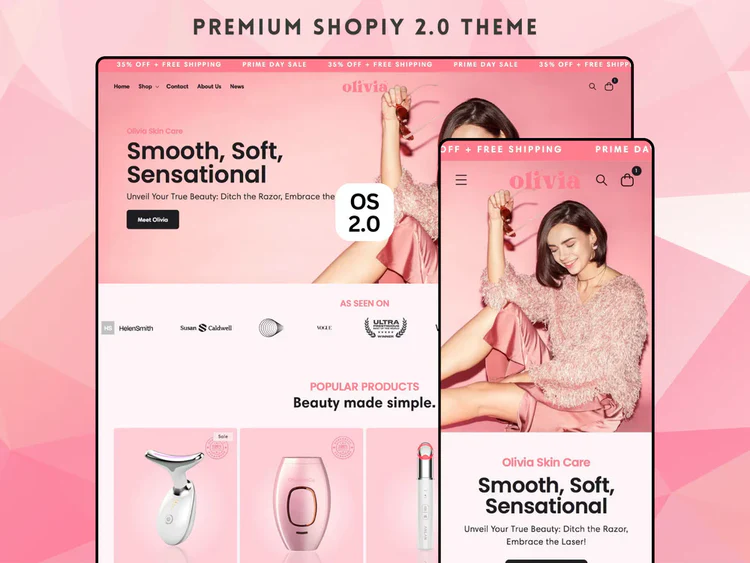 PREMIUM SHOPIY 2.0 THEME
35% OFF + FREE SHIPPING PRIME DAY SALE 35% OFF + FREE SHIPPING PRIME DAY SALE 35% OFF + FREE SHIPP
Home Shop Contact About Us News
olivia
1
Olivia Skin Care
Smooth, Soft,
Sensational
Unveil Your True Beauty: Ditch the Razor, Embrace the
Meet Olivia
OS
2.0
AS SEEN ON
HS HelenSmith
Susan S Caldwell
VOGUE
ULTRA
WINNER
POPULAR PRODUCTS
Beauty made simple.
Sale
OFF + FREE SHIPPING PRIME DA
olivia
1
Olivia Skin Care
Smooth, Soft,
Sensational
Unveil Your True Beauty: Ditch the Razor,
Embrace the Laser!